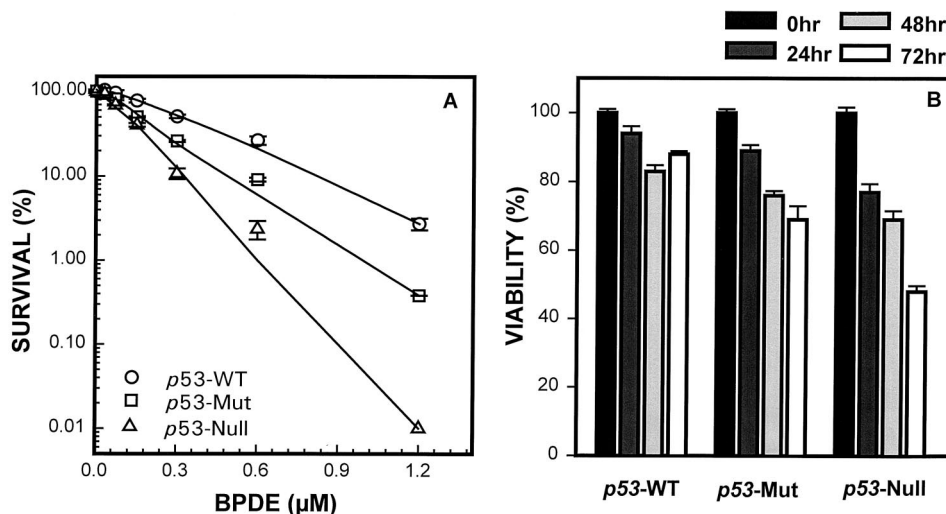 0hr
48hr
24hr
72hr
A
SURVIVAL (%)
100.00
10.00
1.00
0.10
0.01
p53-WT
p53-Mut
p53-Null
0.0
0.3
0.6
0.9
1.2
BPDE (µM)
B
VIABILITY (%)
100
80
60
40
20
0
p53-WT
p53-Mut
p53-Null